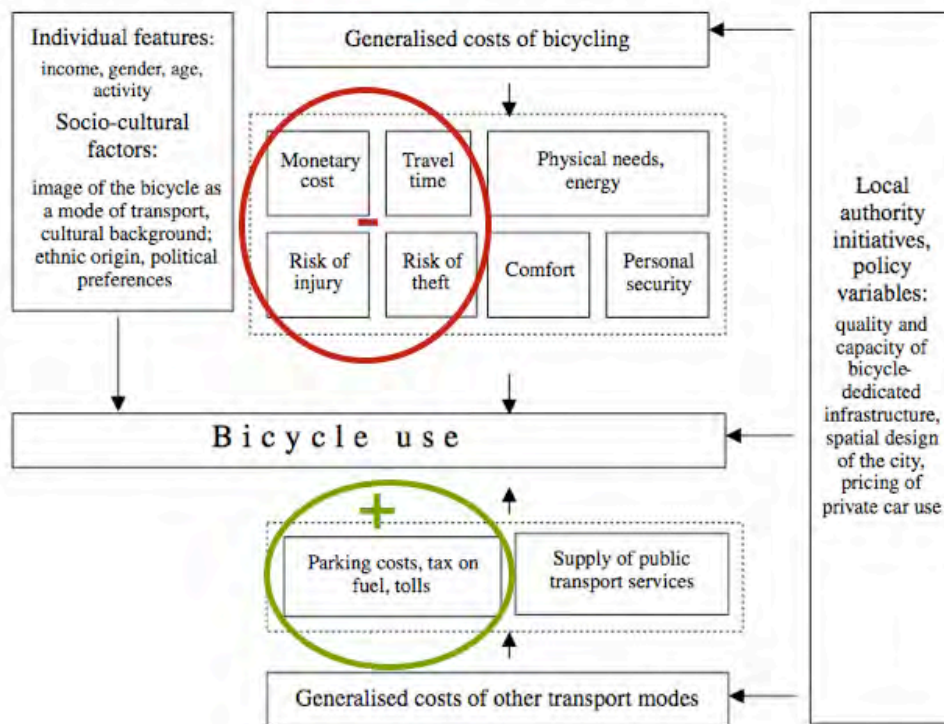 Individual features:
income, gender, age,
activity
Socio-cultural
factors:
image of the bicycle as
a mode of transport,
cultural background;
ethnic origin, political
preferences
Generalised costs of bicycling
Monetary
cost
Travel
time
Physical needs,
energy
-
Risk of
injury
Risk of
theft
Comfort
Personal
security
Bicycle use
+
Parking costs, tax on
fuel, tolls
Supply of public
transport services
Generalised costs of other transport modes
Local
authority
initiatives,
policy
variables:
quality and
capacity of
bicycle-
dedicated
infrastructure,
spatial design
of the city,
pricing of
private car use